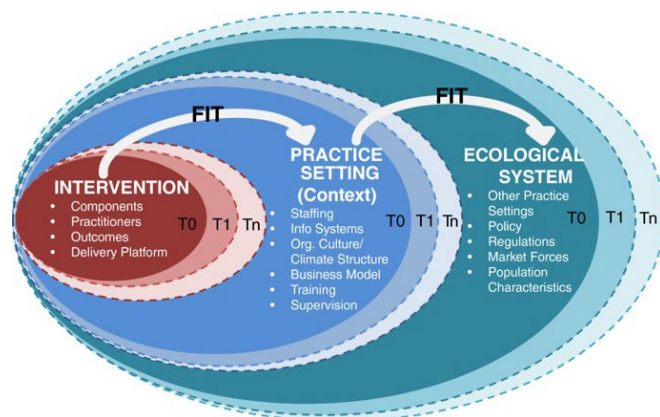 FIT
FIT
INTERVENTION
• Components
• Practitioners
• Outcomes
• Delivery Platform
T0 T1 Tn
PRACTICE
SETTING
(Context)
• Staffing
• Info Systems
• Org. Culture/
Climate Structure
• Business Model
• Training
• Supervision
T0 T1 Tn
ECOLOGICAL
SYSTEM
• Other Practice
Settings
• Policy
• Regulations
• Market Forces
• Population
Characteristics
T0 T1 Tn